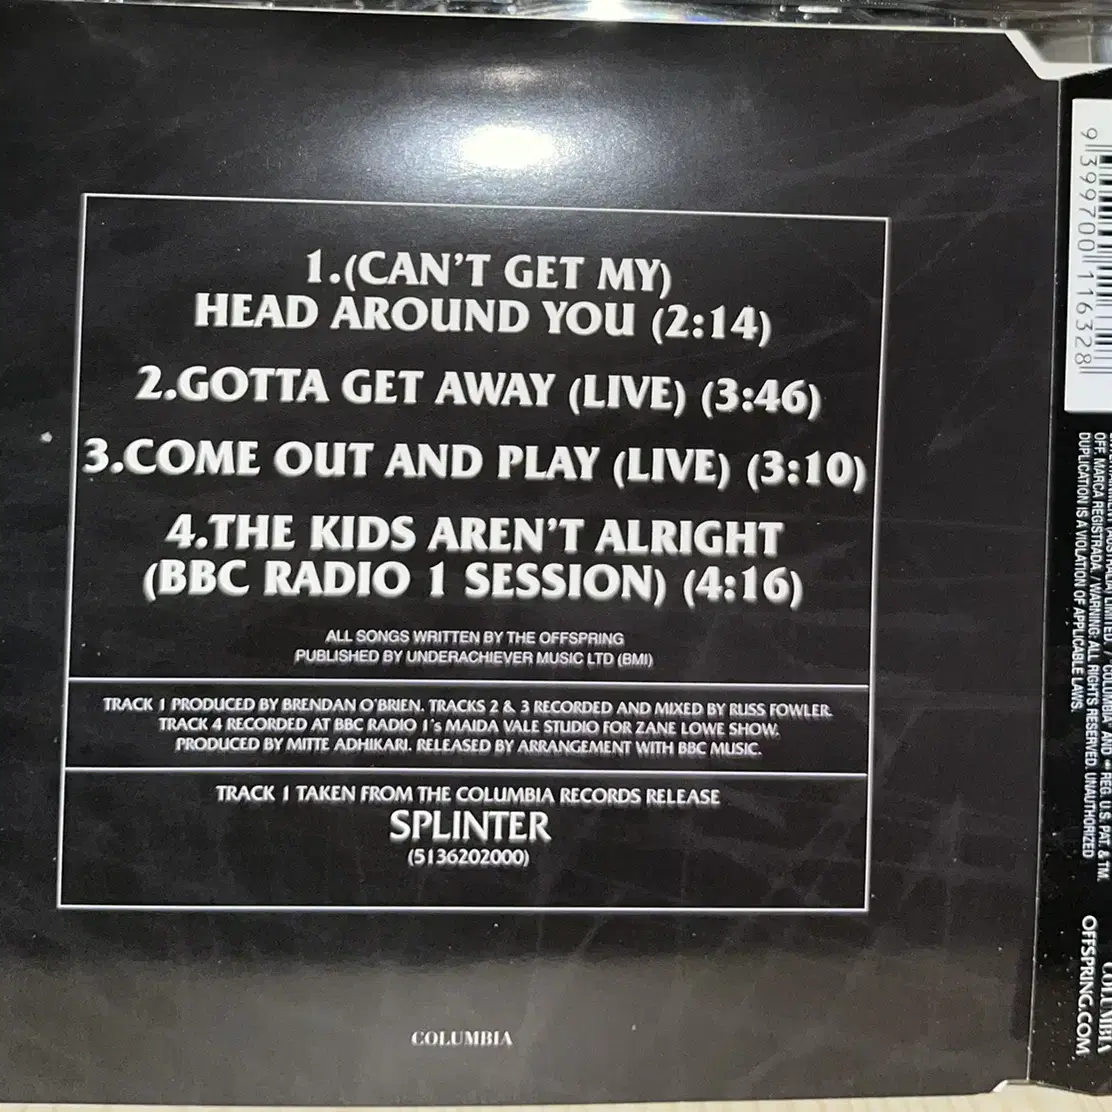 1.(CAN'T GET MY)
HEAD AROUND YOU (2:14)
2.GOTTA GET AWAY (LIVE) (3:46)
3.COME OUT AND PLAY (LIVE) (3:10)
4.THE KIDS AREN'T ALRIGHT
(BBC RADIO 1 SESSION) (4:16)
ALL SONGS WRITTEN BY THE OFFSPRING
PUBLISHED BY UNDERACHIEVER MUSIC LTD (BMI)
TRACK 1 PRODUCED BY BRENDAN O'BRIEN. TRACKS 2 & 3 RECORDED AND MIXED BY RUSS FOWLER.
TRACK 4 RECORDED AT BBC RADIO 1's MAIDA VALE STUDIO FOR ZANE LOWE SHOW.
PRODUCED BY MITTE ADHIKARI. RELEASED BY ARRANGEMENT WITH BBC MUSIC.
TRACK 1 TAKEN FROM THE COLUMBIA RECORDS RELEASE
SPLINTER
(5136202000)
COLUMBIA
9 399700 116328
LIMITED. / "COLUMBIA" AND REG. U.S. PAT. & TM.
OFF. MARCA REGISTRADA. / WARNING: ALL RIGHTS RESERVED. UNAUTHORIZED
DUPLICATION IS A VIOLATION OF APPLICABLE LAWS.
COLUMBIA
OFFSPRING.COM